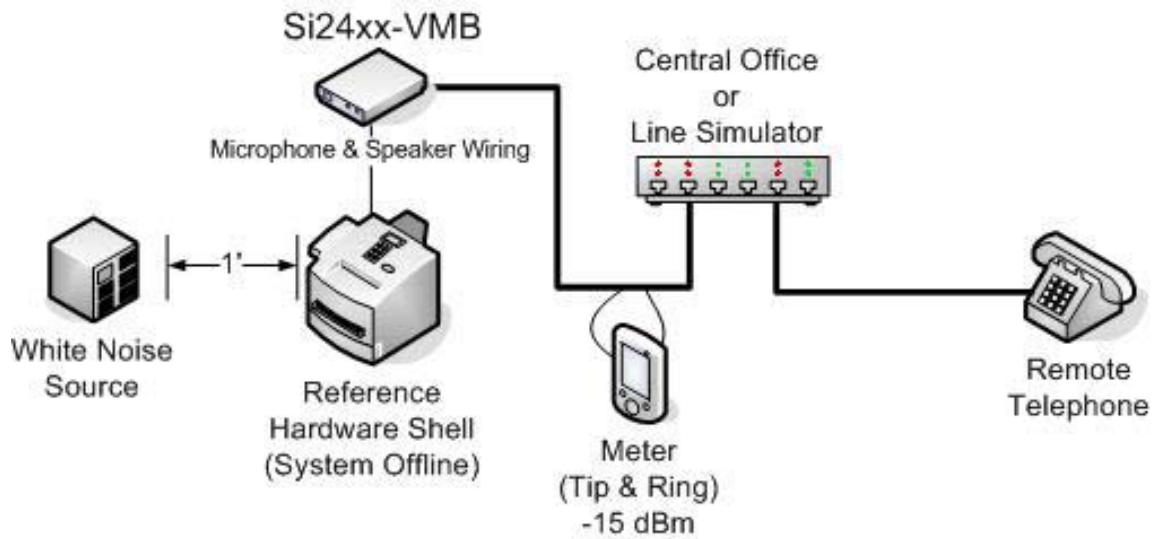 Si24xx-VMB
Central Office
or
Line Simulator
Microphone & Speaker Wiring
1'
White Noise
Source
Reference
Hardware Shell
(System Offline)
Meter
(Tip & Ring)
-15 dBm
Remote
Telephone